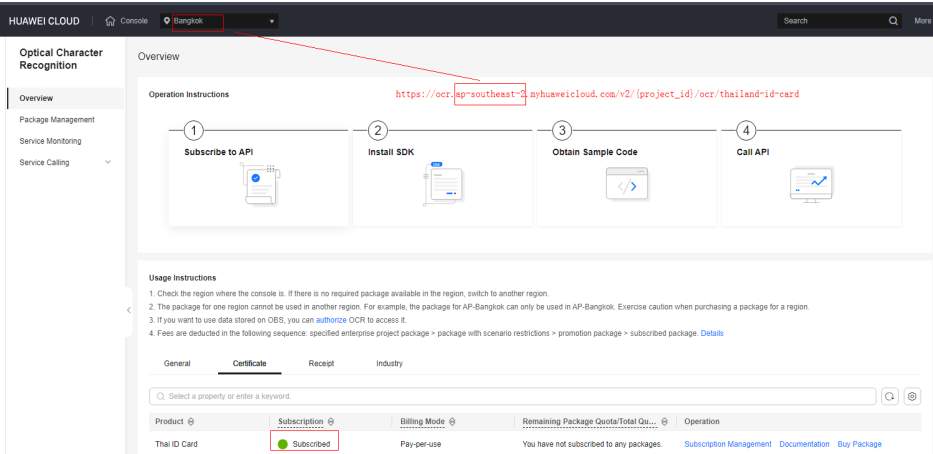 HUAWEI CLOUD Console Bangkok Search More
Optical Character Recognition
Overview
Package Management
Service Monitoring
Service Calling
Overview
Operation Instructions
https://ocr.ap-southeast-2.myhuaweicloud.com/v2/{project_id}/ocr/thailand-id-card
1 Subscribe to API
2 Install SDK
3 Obtain Sample Code
4 Call API
Usage Instructions
1. Check the region where the console is. If there is no required package available in the region, switch to another region.
2. The package for one region cannot be used in another region. For example, the package for AP-Bangkok can only be used in AP-Bangkok. Exercise caution when purchasing a package for a region.
3. If you want to use data stored on OBS, you can authorize OCR to access it.
4. Fees are deducted in the following sequence: specified enterprise project package > package with scenario restrictions > promotion package > subscribed package. Details
General Certificate Receipt Industry
Select a property or enter a keyword.
Product Subscription Billing Mode Remaining Package Quota/Total Qu... Operation
Thai ID Card Subscribed Pay-per-use You have not subscribed to any packages. Subscription Management Documentation Buy Package